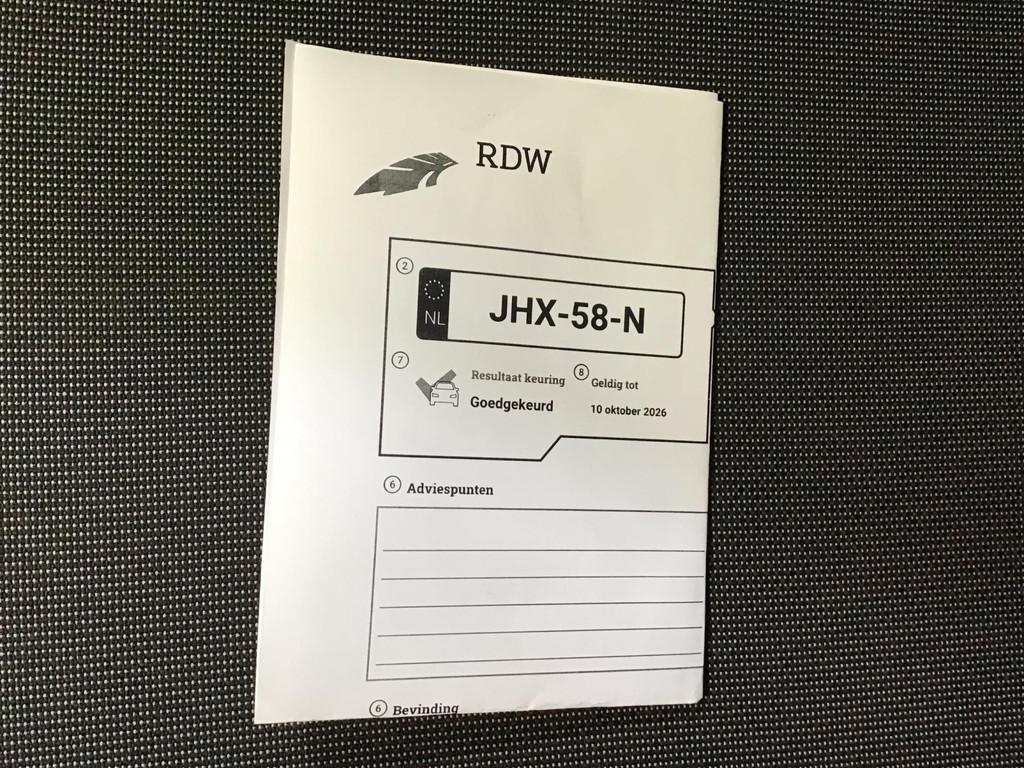 RDW
2
NL
JHX-58-N
7
Resultaat keuring
8
Geldig tot
Goedgekeurd
10 oktober 2026
6 Adviespunten
6 Bevinding